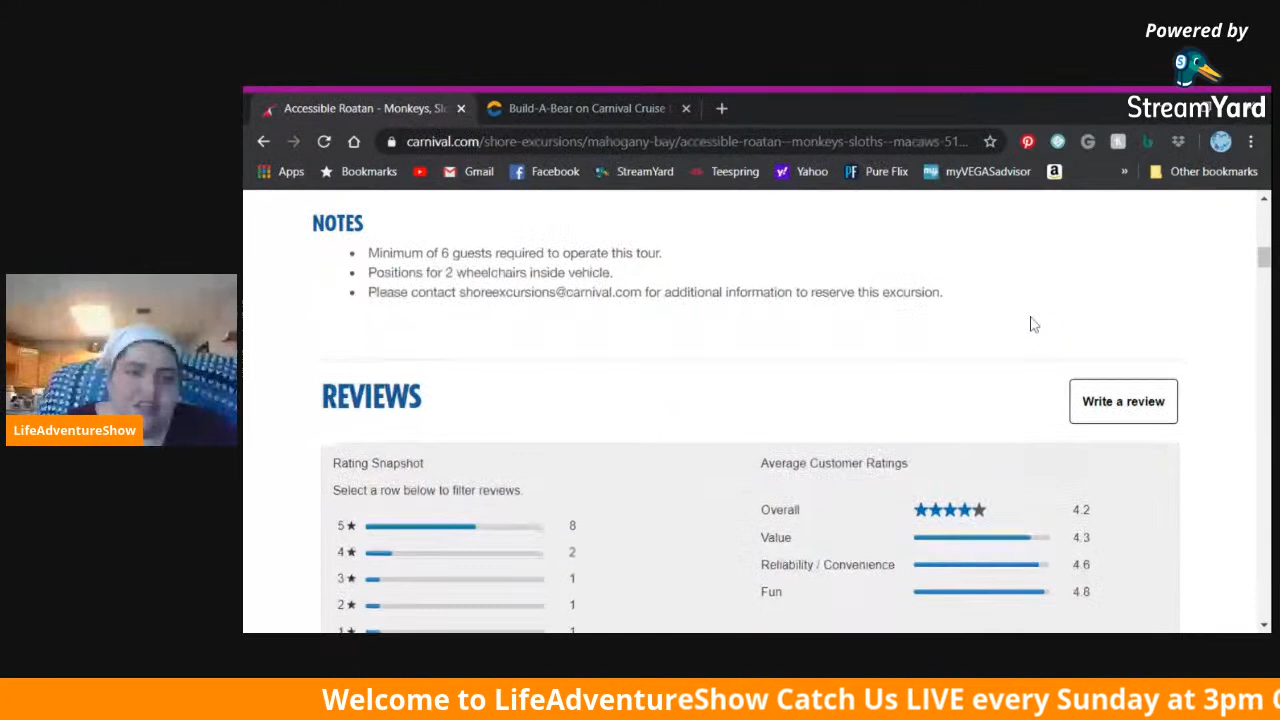 Powered by
StreamYard
Accessible Roatan - Monkeys, Sl
Build-A-Bear on Carnival Cruise
carnival.com/shore-excursions/mahogany-bay/accessible-roatan--monkeys-sloths--macaws-51...
Apps
Bookmarks
Gmail
Facebook
StreamYard
Teespring
Yahoo
PF Pure Flix
myVEGASadvisor
a
»
Other bookmarks
NOTES
• Minimum of 6 guests required to operate this tour.
• Positions for 2 wheelchairs inside vehicle.
• Please contact shoreexcursions@carnival.com for additional information to reserve this excursion.
REVIEWS
Write a review
Rating Snapshot
Average Customer Ratings
Select a row below to filter reviews.
Overall ★★★★★ 4.2
5★ 8
Value 4.3
4★ 2
Reliability / Convenience 4.6
3★ 1
Fun 4.8
2★ 1
1★ 1
LifeAdventureShow
Welcome to LifeAdventureShow Catch Us LIVE every Sunday at 3pm